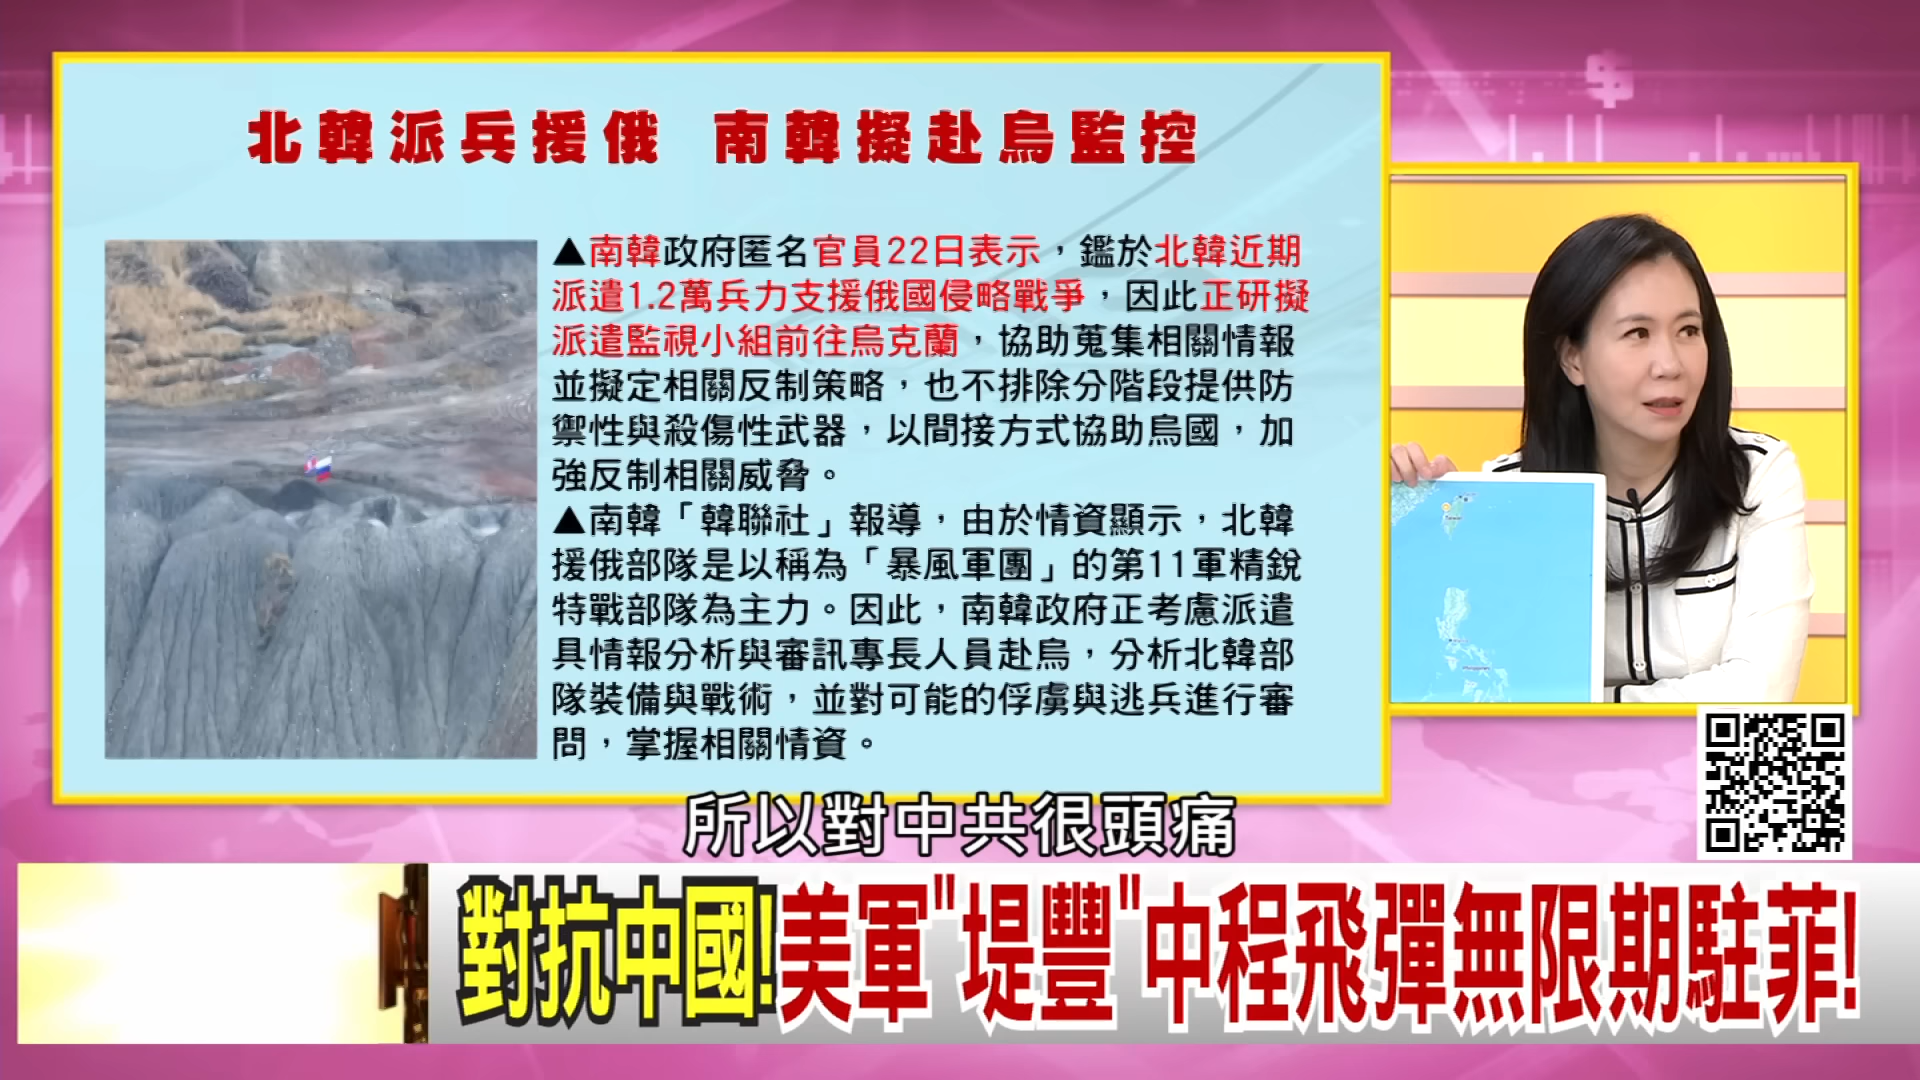 北韓派兵援俄 南韓擬赴烏監控
▲南韓政府匿名官員22日表示，鑑於北韓近期
派遣1.2萬兵力支援俄國侵略戰爭，因此正研擬
派遣監視小組前往烏克蘭，協助蒐集相關情報
並擬定相關反制策略，也不排除分階段提供防
禦性與殺傷性武器，以間接方式協助烏國，加
強反制相關威脅。
▲南韓「韓聯社」報導，由於情資顯示，北韓
援俄部隊是以稱為「暴風軍團」的第11軍精銳
特戰部隊為主力。因此，南韓政府正考慮派遣
具情報分析與審訊專長人員赴烏，分析北韓部
隊裝備與戰術，並對可能的俘虜與逃兵進行審
問，掌握相關情資。
Taiwan
Philippines
所以對中共很頭痛
對抗中國!美軍"堤豐"中程飛彈無限期駐菲!